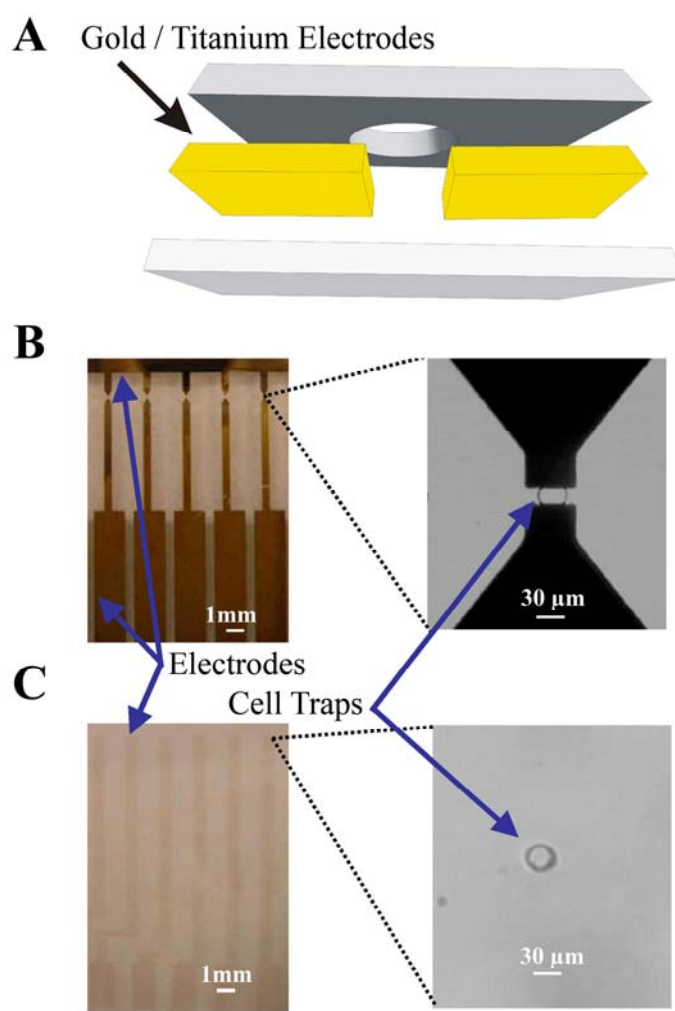 A
Gold / Titanium Electrodes
B
1mm
30 µm
Electrodes
Cell Traps
C
1mm
30 µm